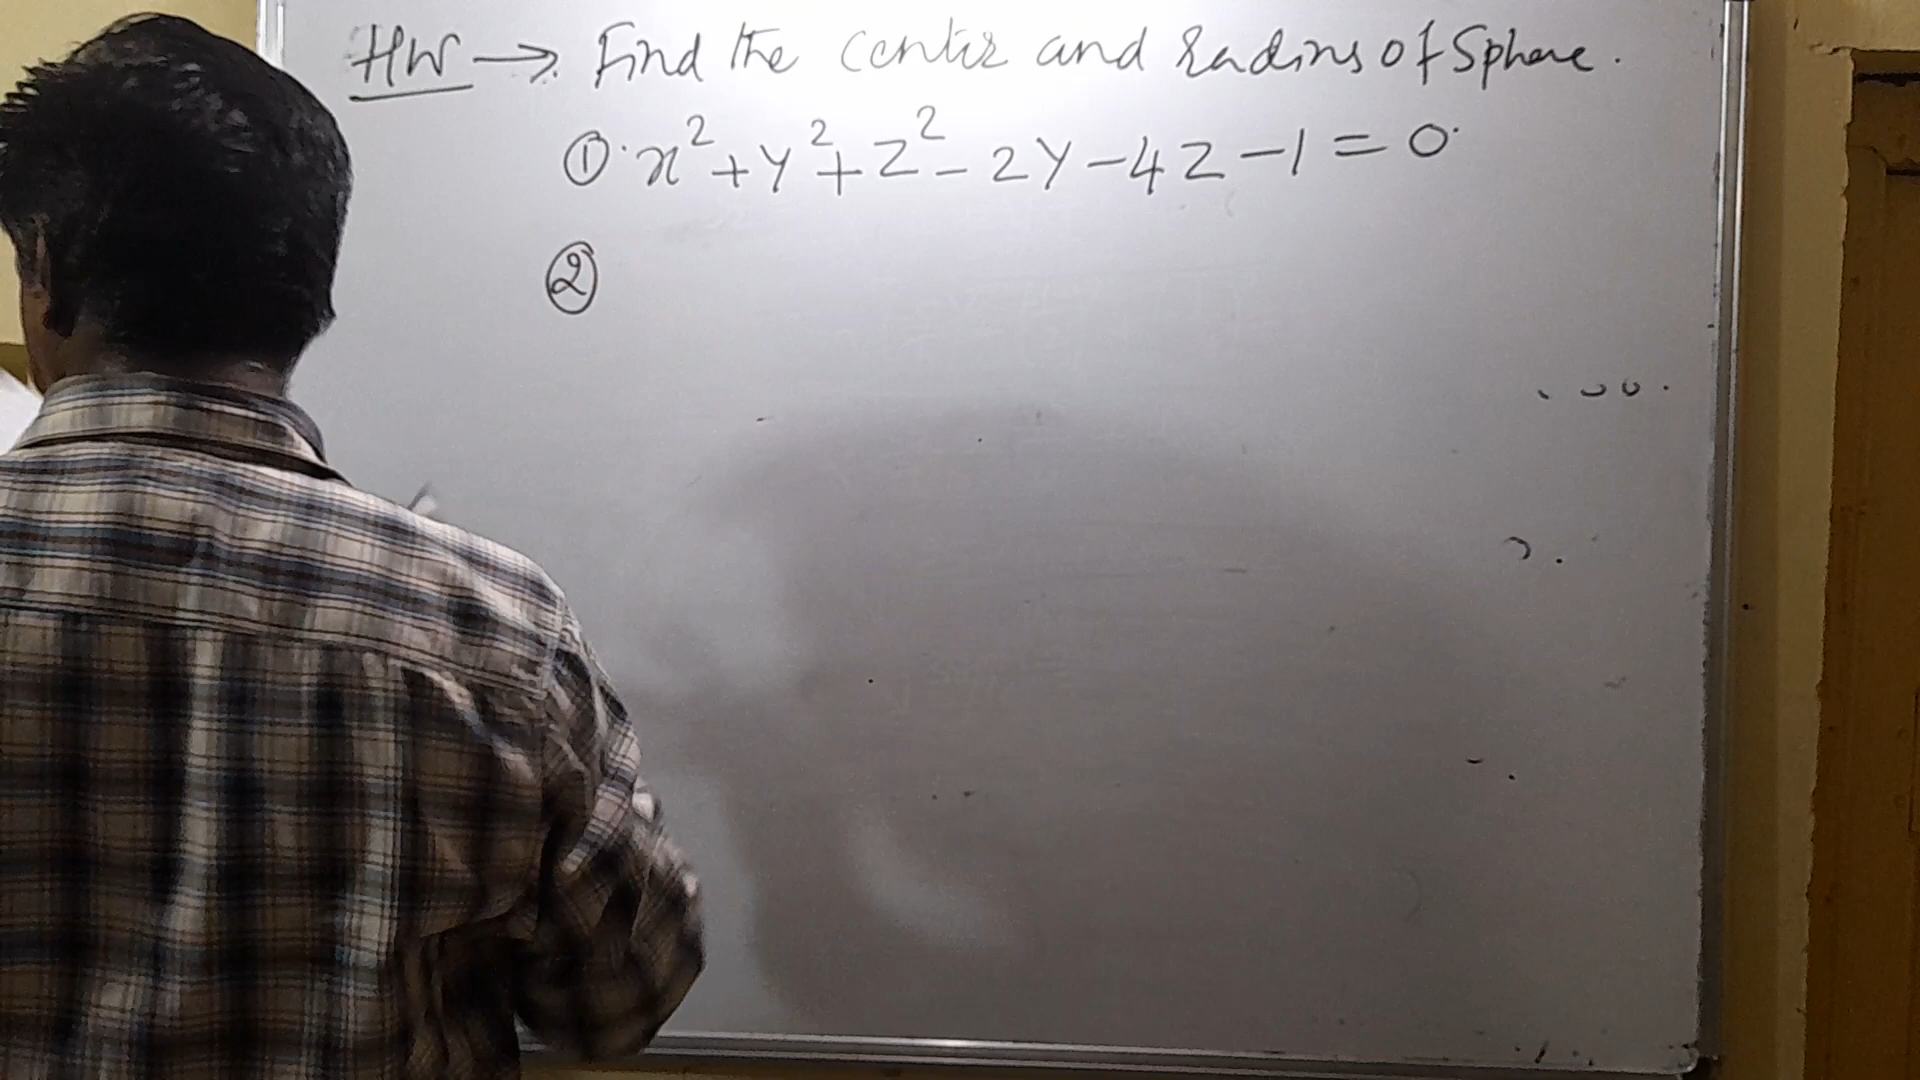 HW → Find the Center and Radius of Sphere.
① x² + y² + z² - 2y - 4z - 1 = 0
②